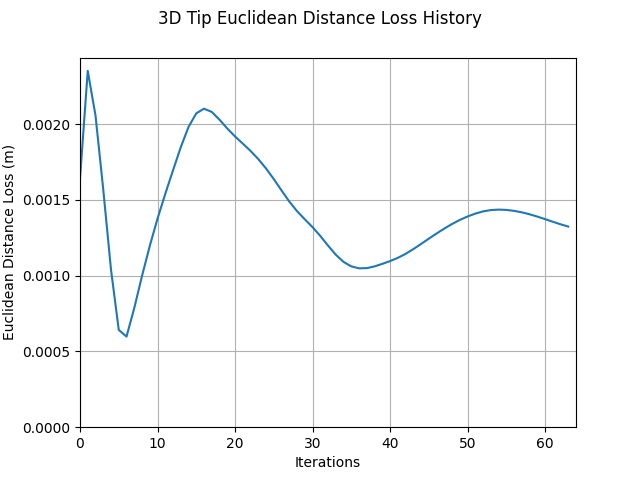 3D Tip Euclidean Distance Loss History
Euclidean Distance Loss (m)
0.0020
0.0015
0.0010
0.0005
0.0000
0 10 20 30 40 50 60
Iterations